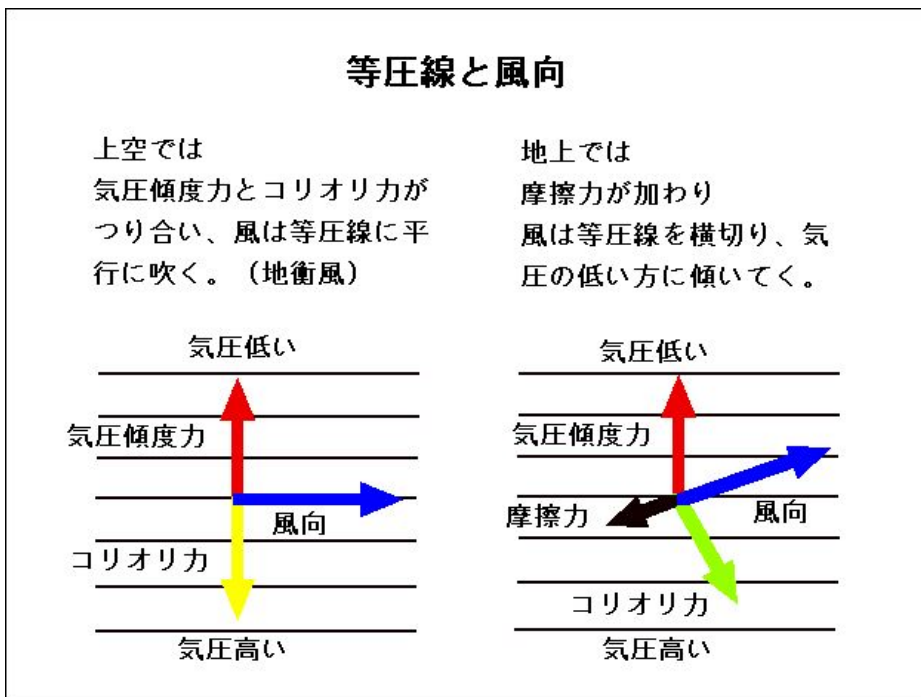 等圧線と風向
上空では
気圧傾度力とコリオリ力が
つり合い、風は等圧線に平
行に吹く。（地衡風）
気圧低い
気圧傾度力
風向
コリオリ力
気圧高い
地上では
摩擦力が加わり
風は等圧線を横切り、気
圧の低い方に傾いてく。
気圧低い
気圧傾度力
摩擦力
風向
コリオリ力
気圧高い